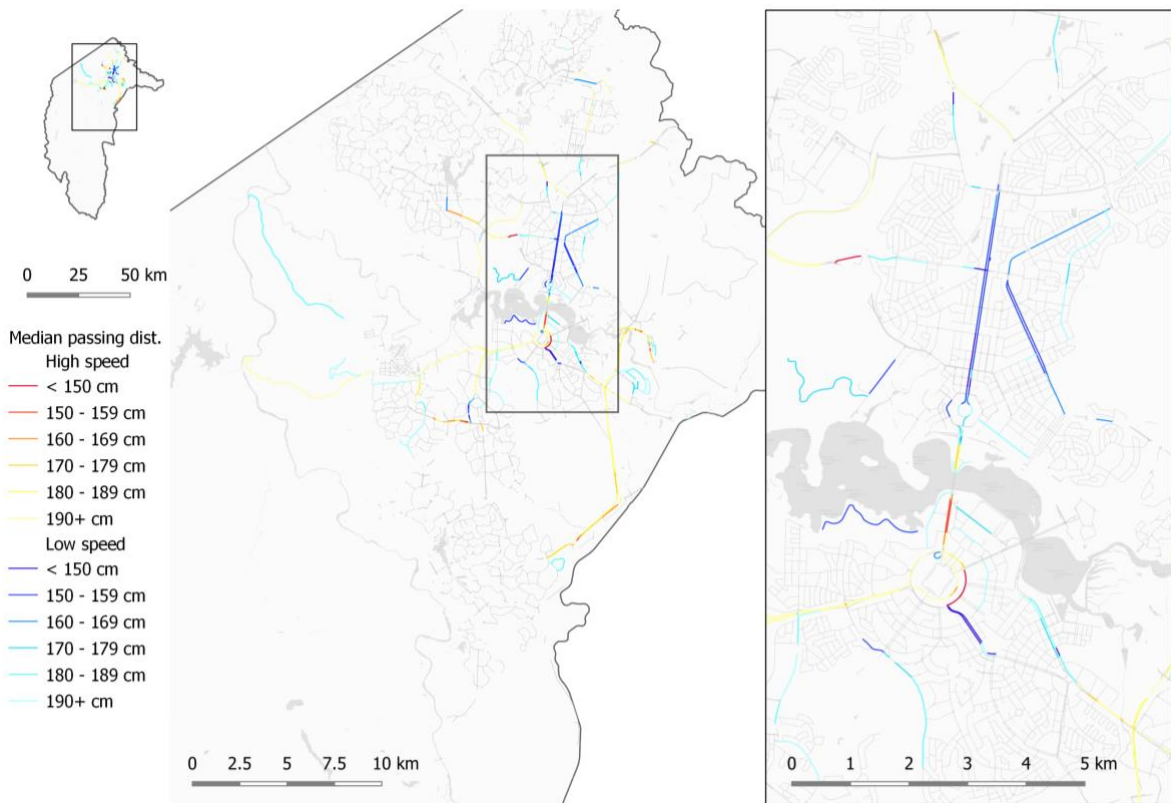 0 25 50 km
Median passing dist.
High speed
< 150 cm
150 - 159 cm
160 - 169 cm
170 - 179 cm
180 - 189 cm
190+ cm
Low speed
< 150 cm
150 - 159 cm
160 - 169 cm
170 - 179 cm
180 - 189 cm
190+ cm
0 2.5 5 7.5 10 km
0 1 2 3 4 5 km